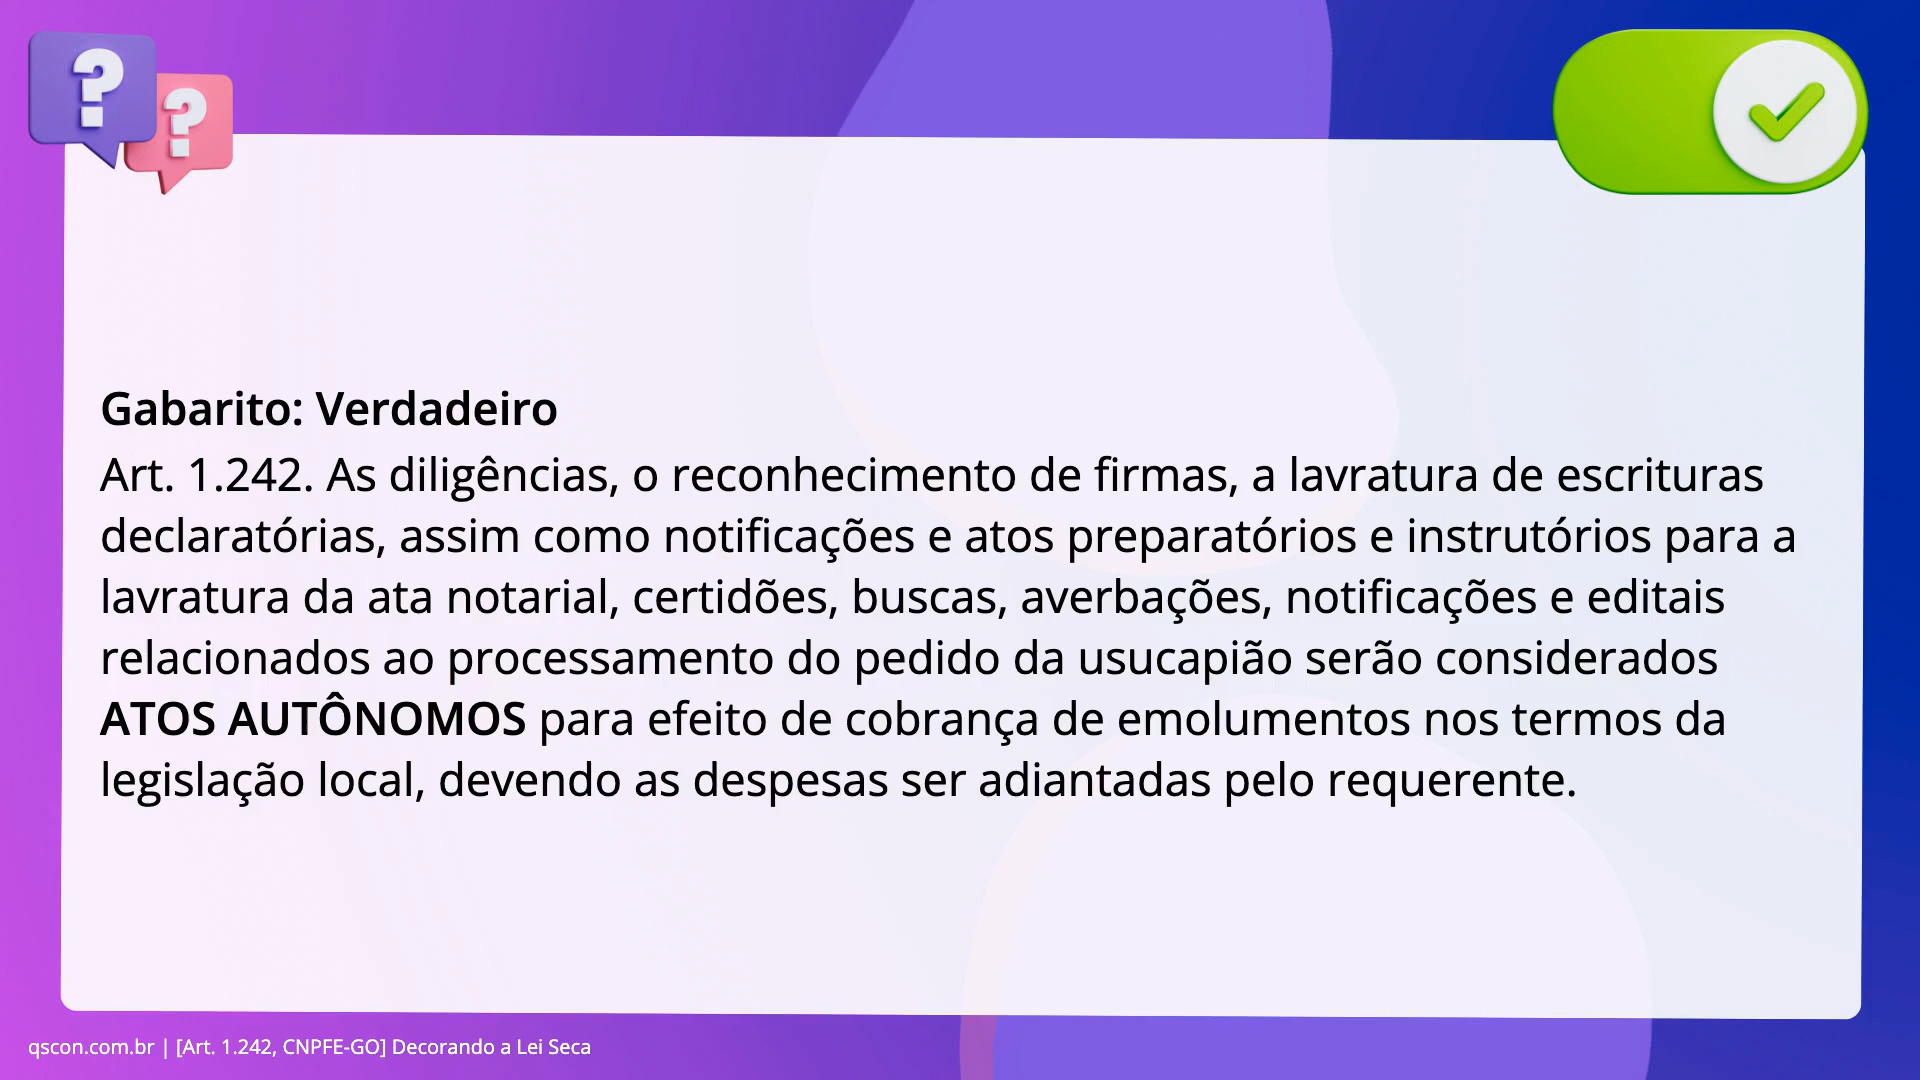 Gabarito: Verdadeiro
Art. 1.242. As diligências, o reconhecimento de firmas, a lavratura de escrituras
declaratórias, assim como notificações e atos preparatórios e instrutórios para a
lavratura da ata notarial, certidões, buscas, averbações, notificações e editais
relacionados ao processamento do pedido da usucapião serão considerados
ATOS AUTÔNOMOS para efeito de cobrança de emolumentos nos termos da
legislação local, devendo as despesas ser adiantadas pelo requerente.
qscon.com.br | [Art. 1.242, CNPFE-GO] Decorando a Lei Seca